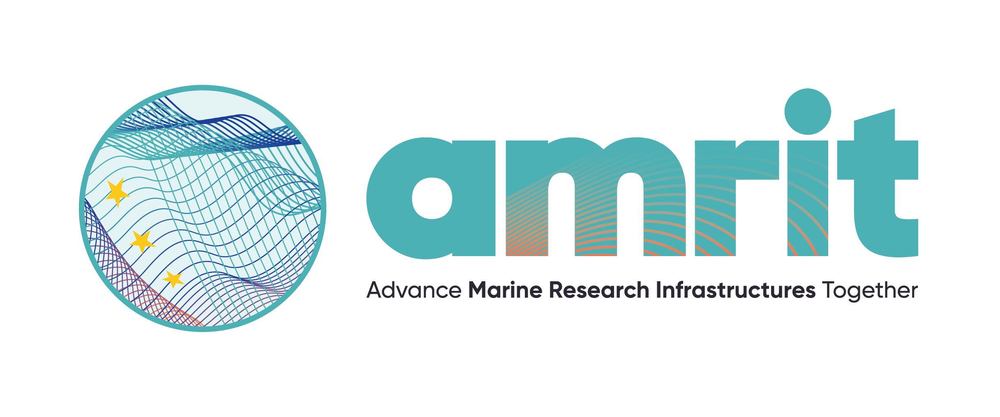 amrit
Advance Marine Research Infrastructures Together